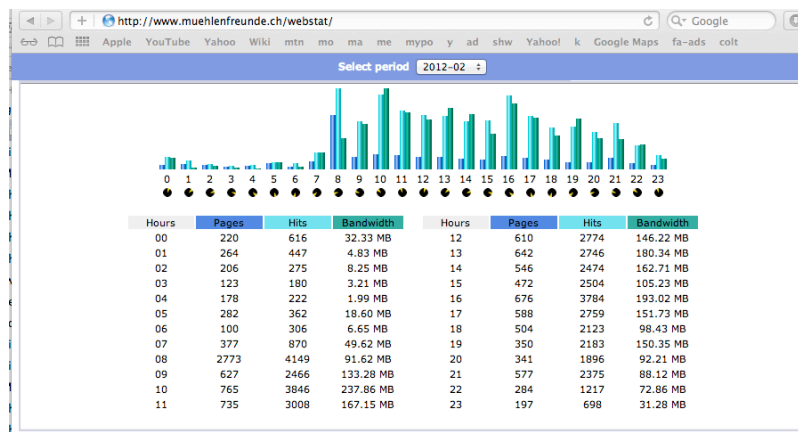 http://www.muehlenfreunde.ch/webstat/
Google
Apple YouTube Yahoo Wiki mtn mo ma me mypo y ad shw Yahoo! k Google Maps fa-ads colt
Select period 2012-02
0 1 2 3 4 5 6 7 8 9 10 11 12 13 14 15 16 17 18 19 20 21 22 23
Hours Pages Hits Bandwidth Hours Pages Hits Bandwidth
00 220 616 32.33 MB 12 610 2774 146.22 MB
01 264 447 4.83 MB 13 642 2746 180.34 MB
02 206 275 8.25 MB 14 546 2474 162.71 MB
03 123 180 3.21 MB 15 472 2504 105.23 MB
04 178 222 1.99 MB 16 676 3784 193.02 MB
05 282 362 18.60 MB 17 588 2759 151.73 MB
06 100 306 6.65 MB 18 504 2123 98.43 MB
07 377 870 49.62 MB 19 350 2183 150.35 MB
08 2773 4149 91.62 MB 20 341 1896 92.21 MB
09 627 2466 133.28 MB 21 577 2375 88.12 MB
10 765 3846 237.86 MB 22 284 1217 72.86 MB
11 735 3008 167.15 MB 23 197 698 31.28 MB